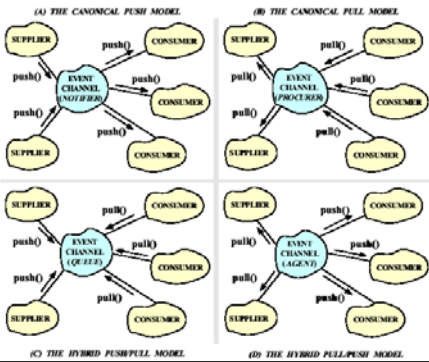 (A) THE CANONICAL PUSH MODEL
SUPPLIER
push()
CONSUMER
push()
EVENT
CHANNEL
(NOTIFIER)
push()
CONSUMER
push()
SUPPLIER
push()
CONSUMER
(B) THE CANONICAL PULL MODEL
SUPPLIER
pull()
CONSUMER
pull()
EVENT
CHANNEL
(PROCURER)
pull()
CONSUMER
pull()
SUPPLIER
pull()
CONSUMER
SUPPLIER
pull()
CONSUMER
push()
EVENT
CHANNEL
(QUEUE)
pull()
CONSUMER
push()
SUPPLIER
pull()
CONSUMER
(C) THE HYBRID PUSH/PULL MODEL
SUPPLIER
push()
CONSUMER
pull()
EVENT
CHANNEL
(AGENT)
push()
CONSUMER
pull()
SUPPLIER
push()
CONSUMER
(D) THE HYBRID PULL/PUSH MODEL